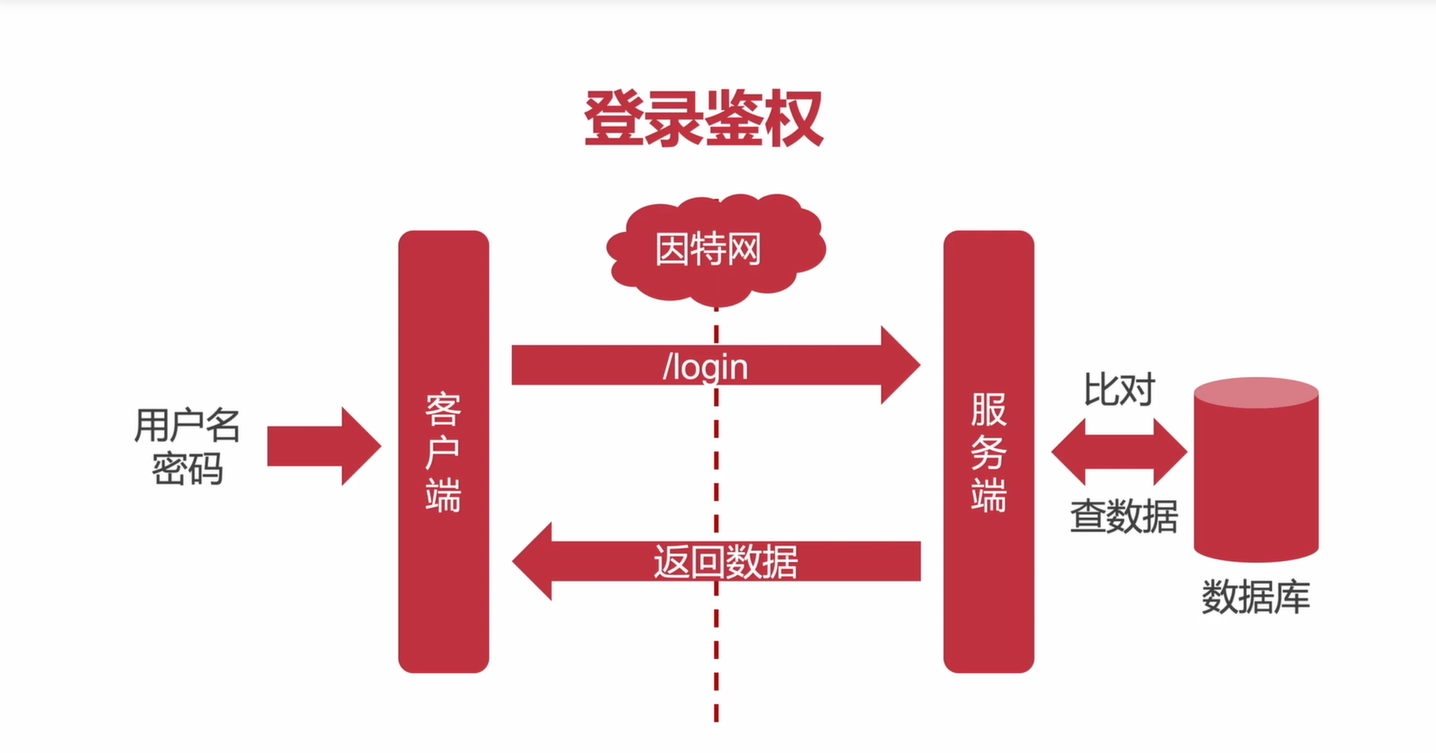 登录鉴权
因特网
/login
用户名
密码
客户端
服务端
比对
查数据
返回数据
数据库